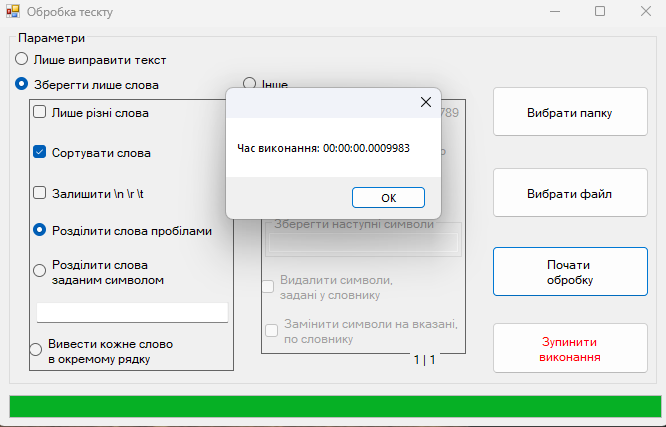 Обробка тескту
Параметри
Лише виправити текст
Зберегти лише слова
Інше
Лише різні слова
789
Сортувати слова
Час виконання: 00:00:00.0009983
OK
Залишити \n \r \t
Розділити слова пробілами
Розділити слова
заданим символом
Вивести кожне слово
в окремому рядку
Зберегти наступні символи
Видалити символи,
задані у словнику
Замінити символи на вказані,
по словнику
1 | 1
Вибрати папку
Вибрати файл
Почати
обробку
Зупинити
виконання